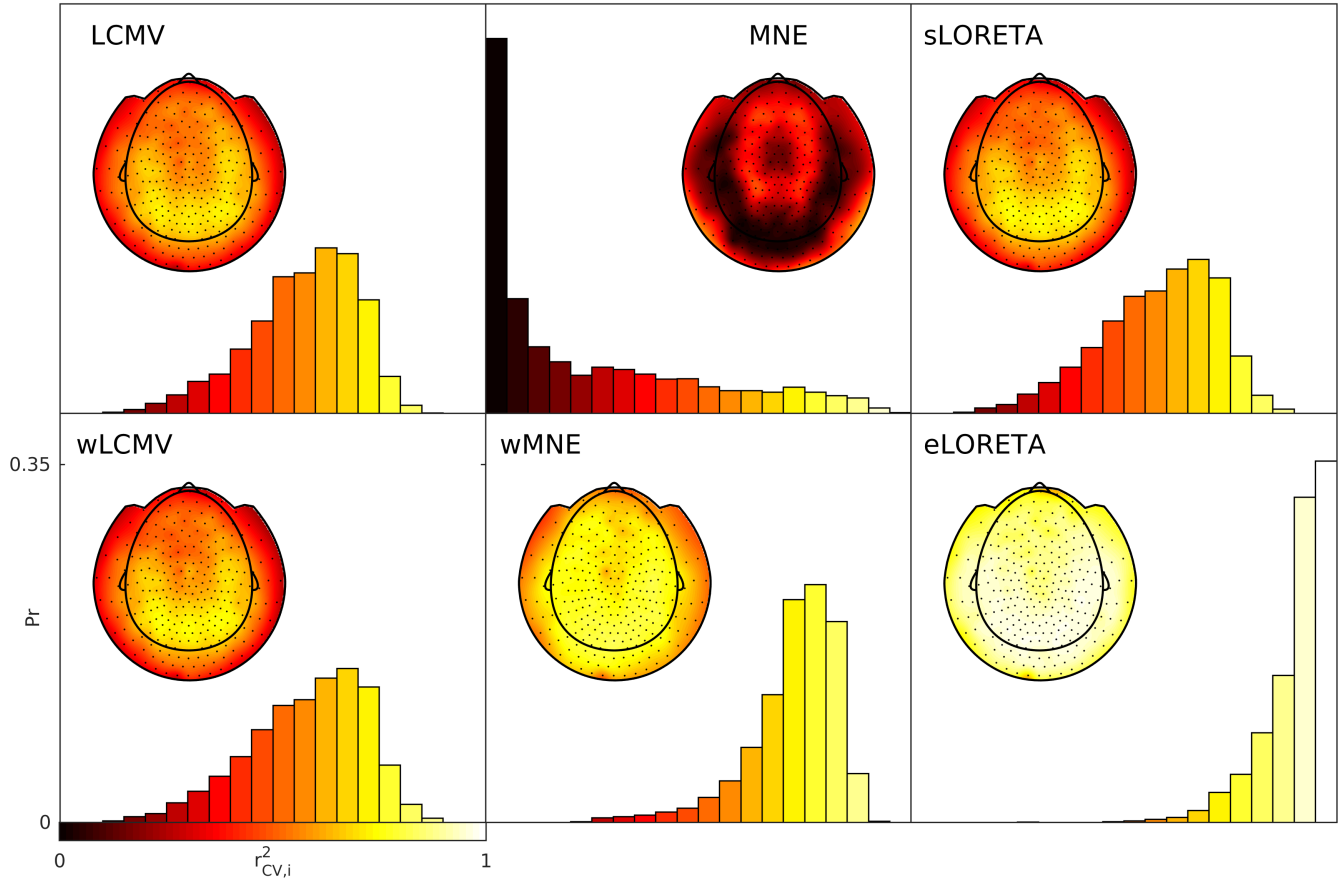 LCMV
MNE
sLORETA
wLCMV
wMNE
eLORETA
0.35
Pr
0
0
r²CV,i
1